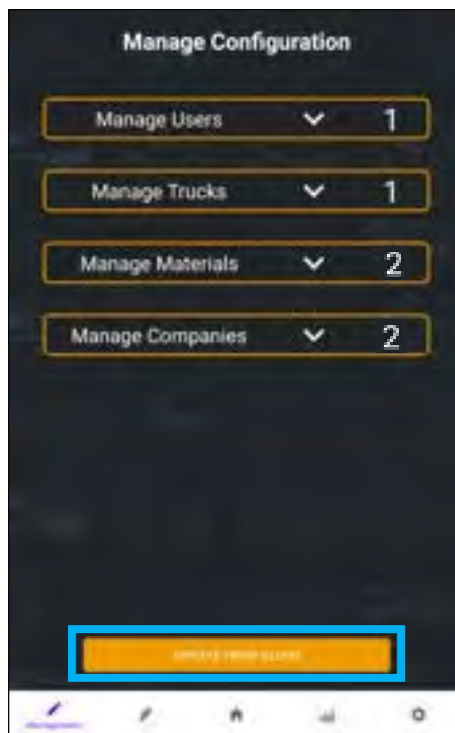 Manage Configuration
Manage Users 1
Manage Trucks 1
Manage Materials 2
Manage Companies 2